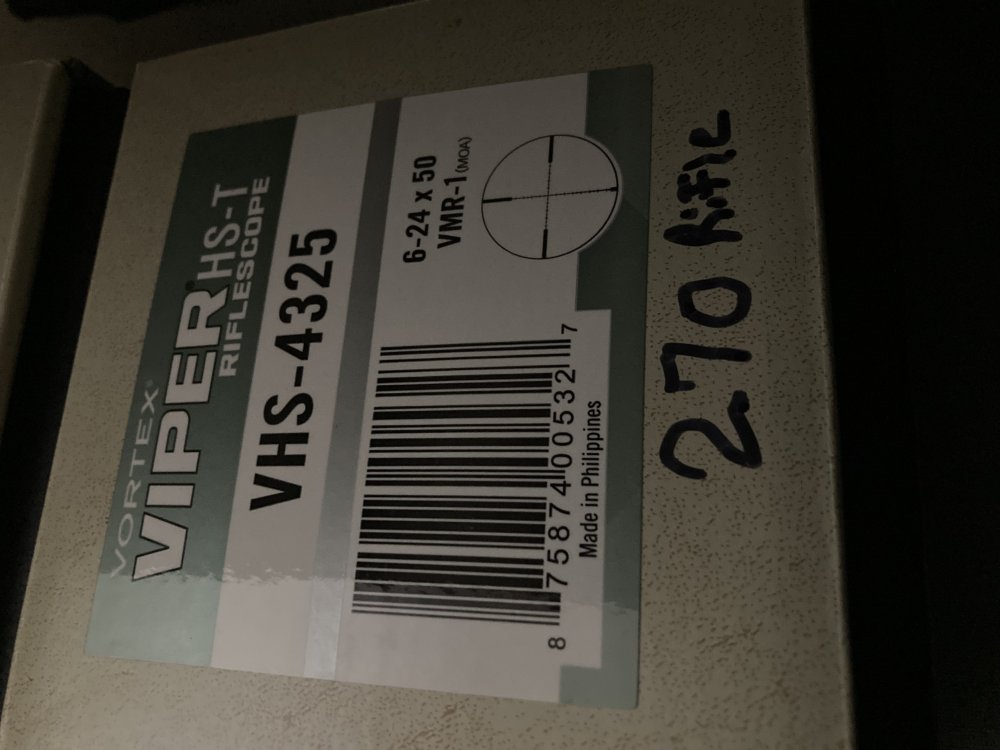 VORTEX®
VIPER® HS-T
RIFLESCOPE
VHS-4325
6-24 x 50
VMR-1 (MOA)
8 75874 00532 7
Made in Philippines
270 Rifle